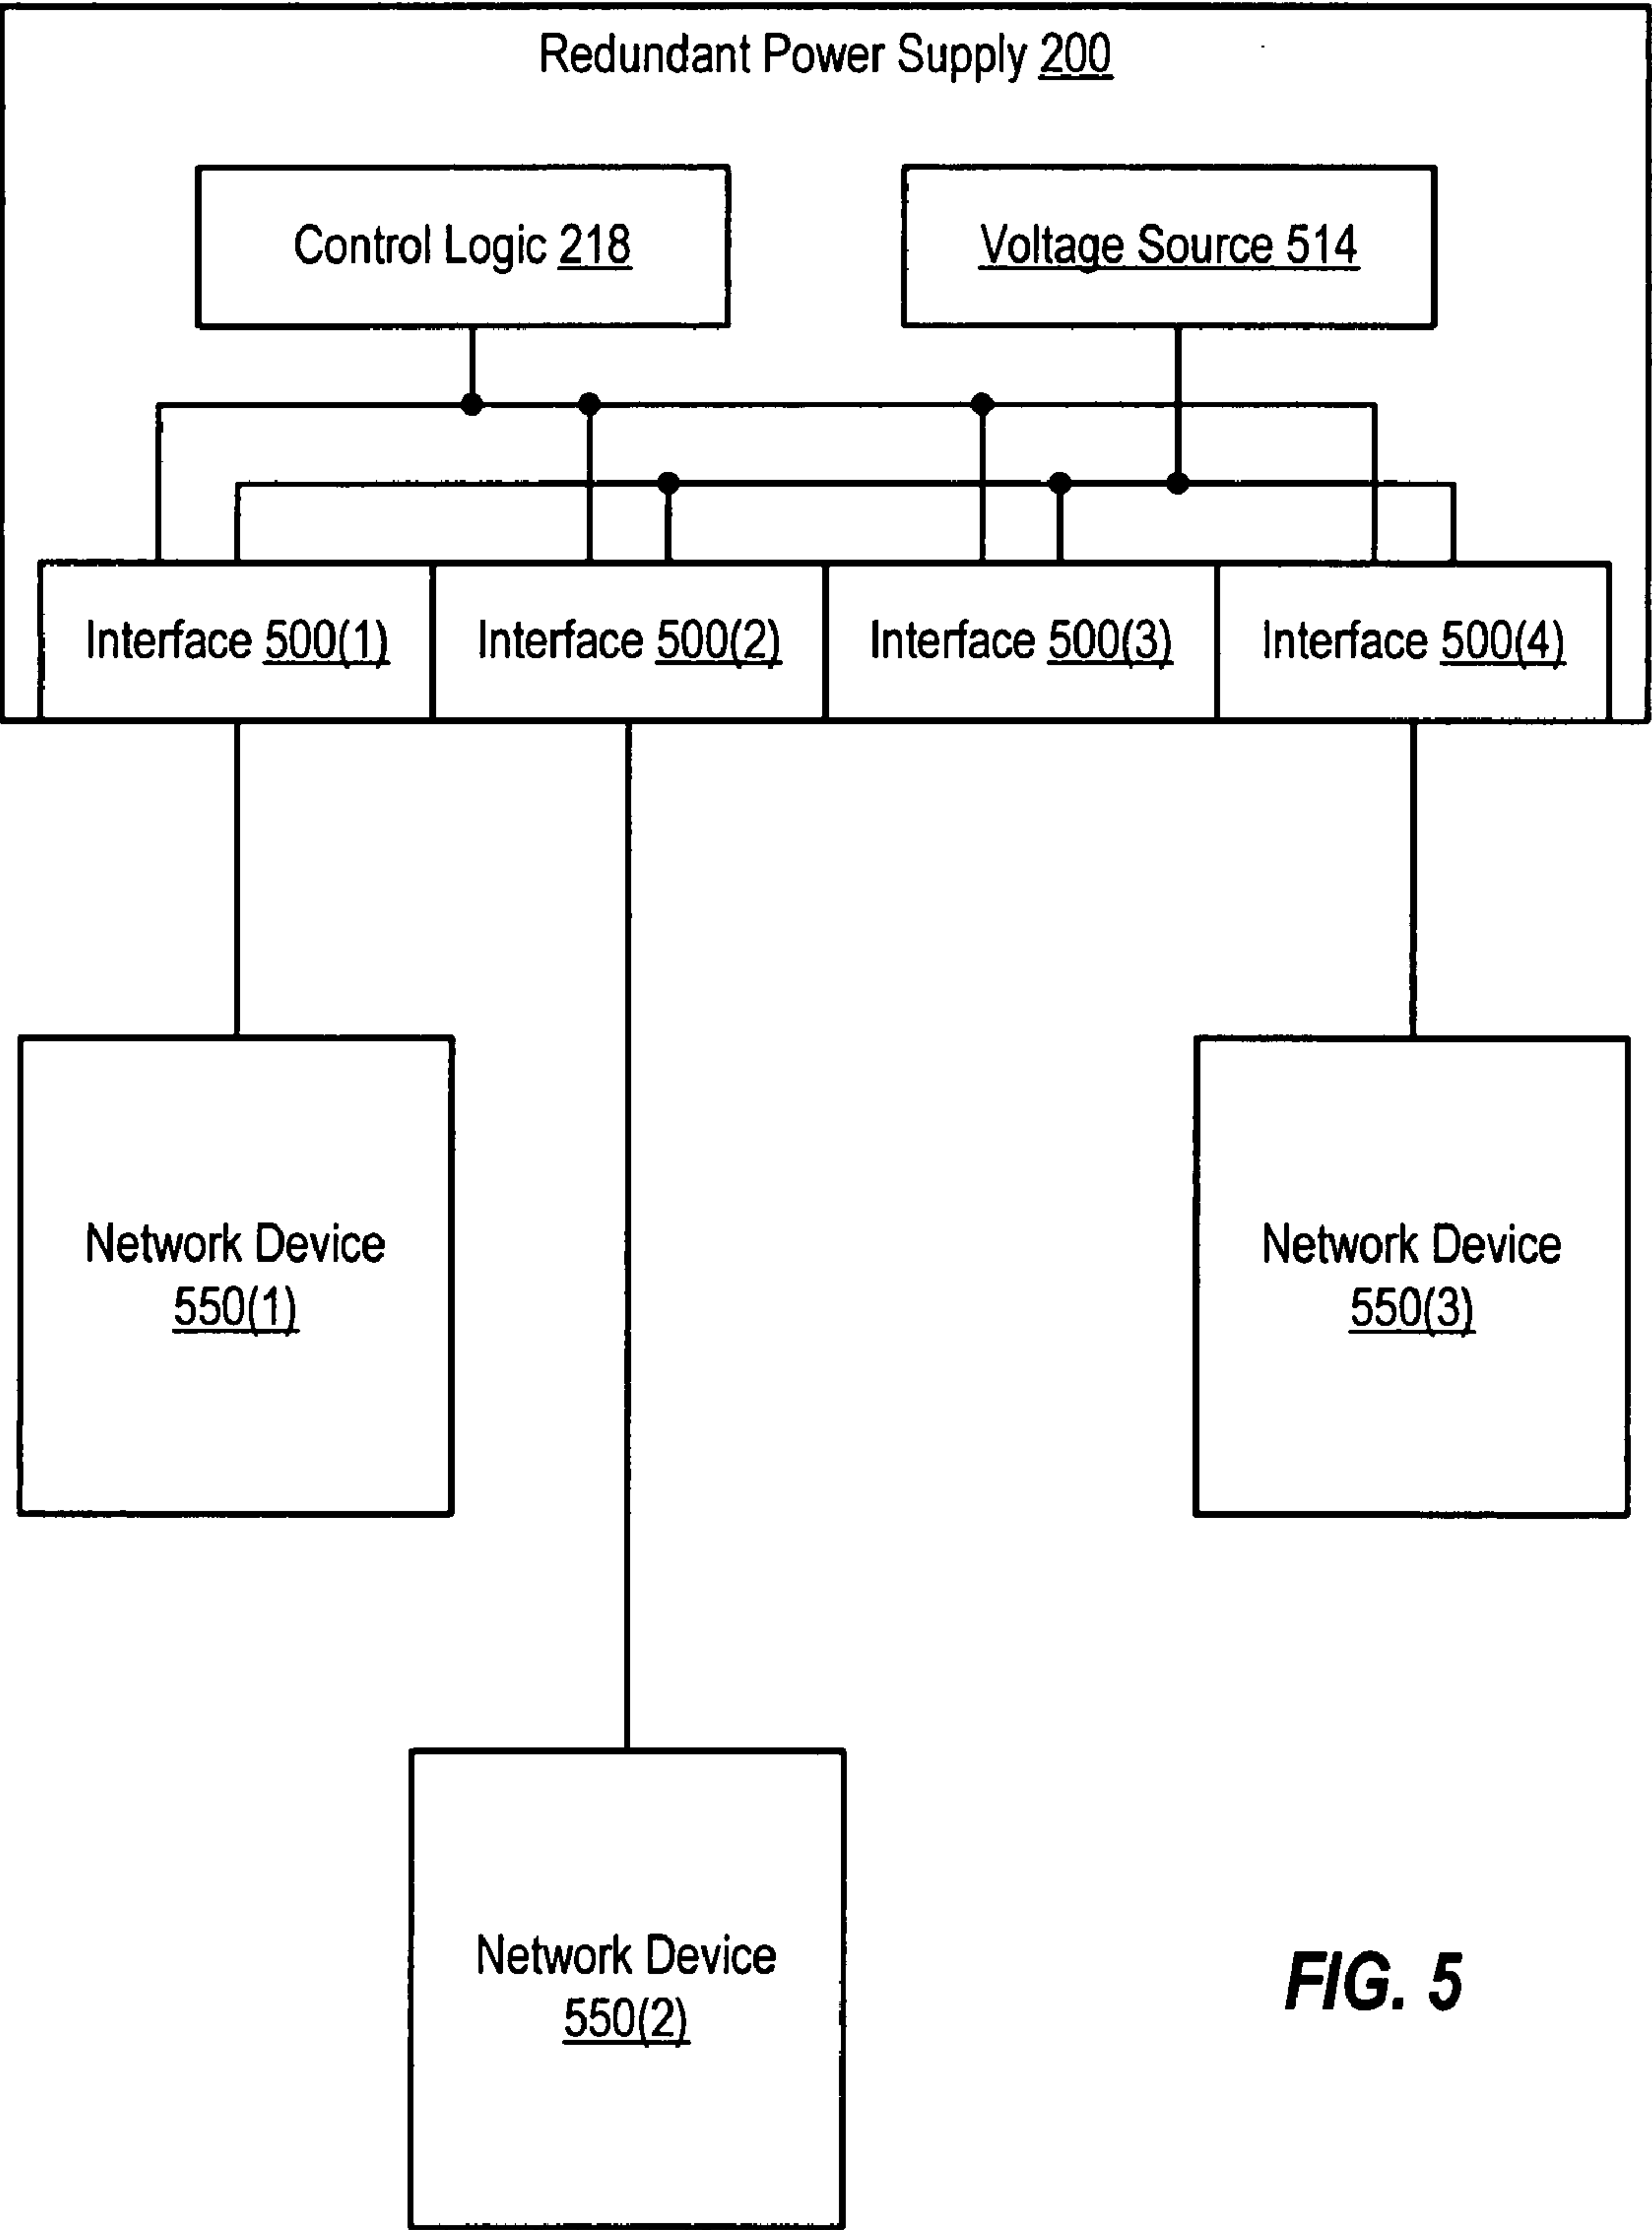 Redundant Power Supply 200
Control Logic 218
Voltage Source 514
Interface 500(1)
Interface 500(2)
Interface 500(3)
Interface 500(4)
Network Device
550(1)
Network Device
550(3)
Network Device
550(2)
FIG. 5